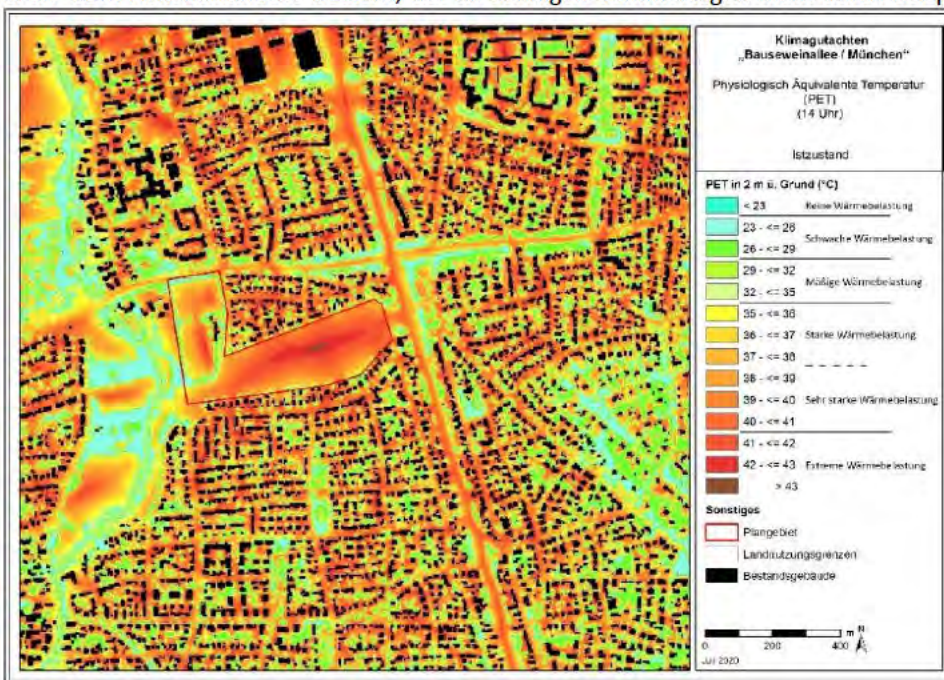 Klimagutachten
„Bauseweinallee / München"
Physiologisch Äquivalente Temperatur
(PET)
(14 Uhr)
Istzustand
PET in 2 m ü. Grund (°C)
< 23 Keine Wärmebelastung
23 - <= 26
Schwache Wärmebelastung
26 - <= 29
29 - <= 32
Mäßige Wärmebelastung
32 - <= 35
35 - <= 36
36 - <= 37 Starke Wärmebelastung
37 - <= 38
38 - <= 39
39 - <= 40 Sehr starke Wärmebelastung
40 - <= 41
41 - <= 42
42 - <= 43 Extreme Wärmebelastung
> 43
Sonstiges
Plangebiet
Landnutzungsgrenzen
Bestandsgebäude
m N
0 200 400
Juli 2020